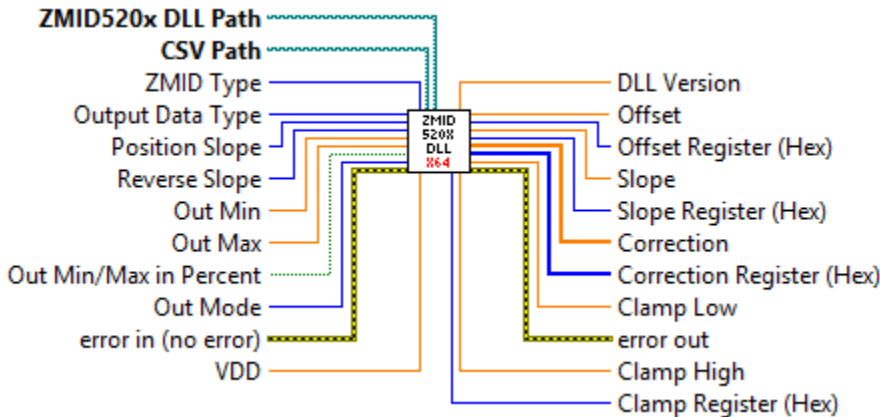 ZMID520x DLL Path
CSV Path
ZMID Type
Output Data Type
Position Slope
Reverse Slope
Out Min
Out Max
Out Min/Max in Percent
Out Mode
error in (no error)
VDD
ZMID
520X
DLL
X64
DLL Version
Offset
Offset Register (Hex)
Slope
Slope Register (Hex)
Correction
Correction Register (Hex)
Clamp Low
error out
Clamp High
Clamp Register (Hex)